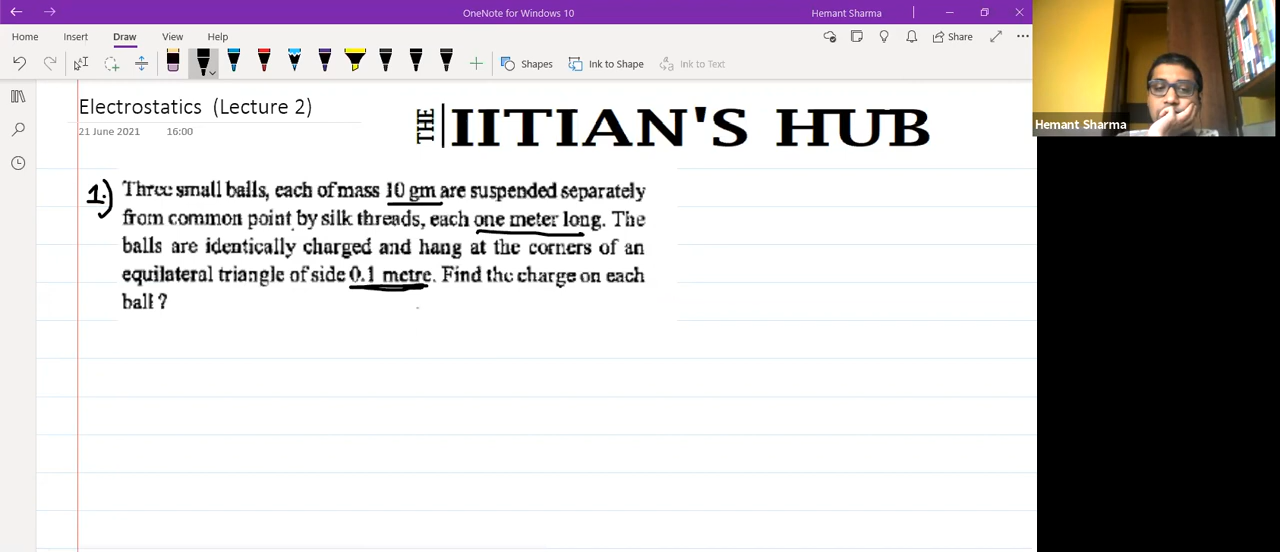 OneNote for Windows 10
Hemant Sharma
Home Insert Draw View Help
Share
Shapes
Ink to Shape
Ink to Text
Electrostatics (Lecture 2)
21 June 2021 16:00
THE IITIAN'S HUB
Hemant Sharma
1.) Three small balls, each of mass 10 gm are suspended separately
from common point by silk threads, each one meter long. The
balls are identically charged and hang at the corners of an
equilateral triangle of side 0.1 metre. Find the charge on each
ball ?